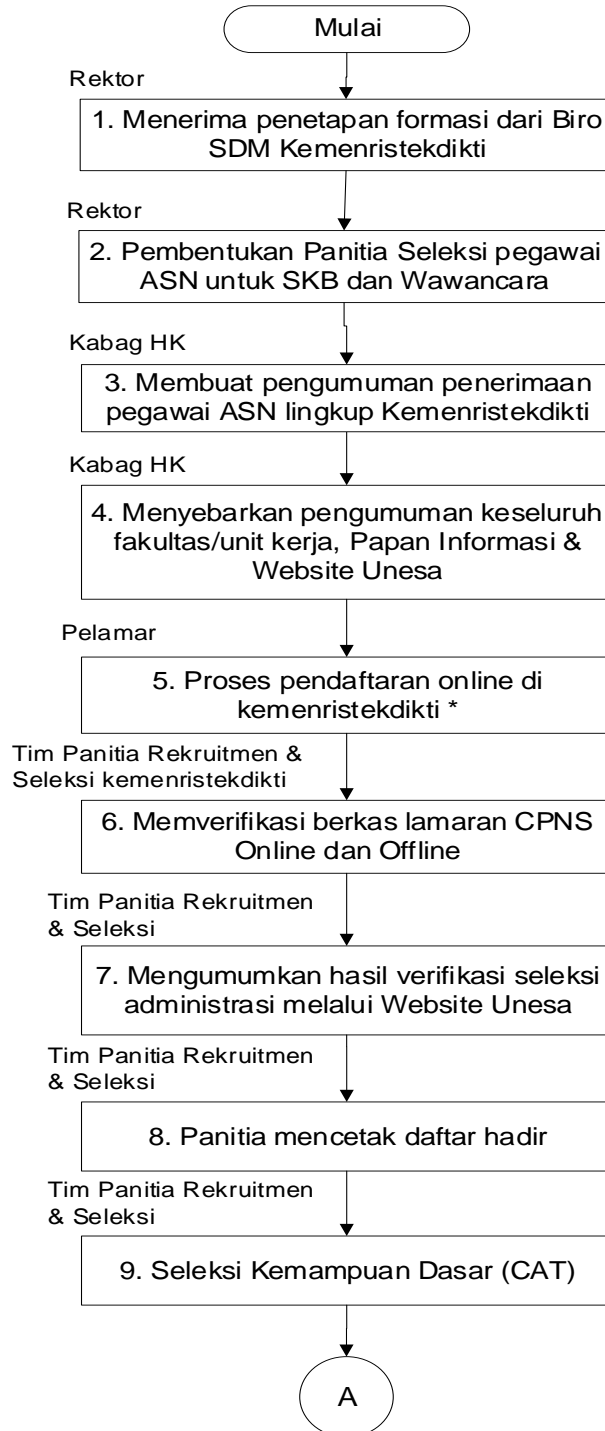 Mulai
Rektor
1. Menerima penetapan formasi dari Biro
SDM Kemenristekdikti
Rektor
2. Pembentukan Panitia Seleksi pegawai
ASN untuk SKB dan Wawancara
Kabag HK
3. Membuat pengumuman penerimaan
pegawai ASN lingkup Kemenristekdikti
Kabag HK
4. Menyebarkan pengumuman keseluruh
fakultas/unit kerja, Papan Informasi &
Website Unesa
Pelamar
5. Proses pendaftaran online di
kemenristekdikti *
Tim Panitia Rekruitmen &
Seleksi kemenristekdikti
6. Memverifikasi berkas lamaran CPNS
Online dan Offline
Tim Panitia Rekruitmen
& Seleksi
7. Mengumumkan hasil verifikasi seleksi
administrasi melalui Website Unesa
Tim Panitia Rekruitmen
& Seleksi
8. Panitia mencetak daftar hadir
Tim Panitia Rekruitmen
& Seleksi
9. Seleksi Kemampuan Dasar (CAT)
A